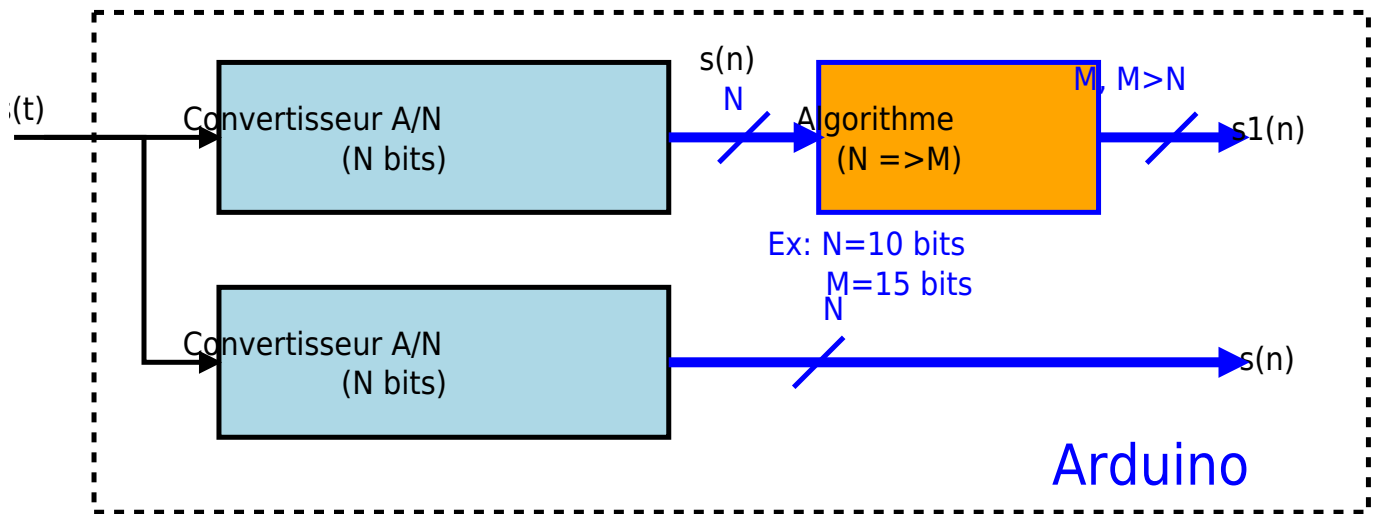 s(t)
Convertisseur A/N
(N bits)
s(n)
N
Algorithme
(N =>M)
M, M>N
s1(n)
Ex: N=10 bits
M=15 bits
N
Convertisseur A/N
(N bits)
s(n)
Arduino